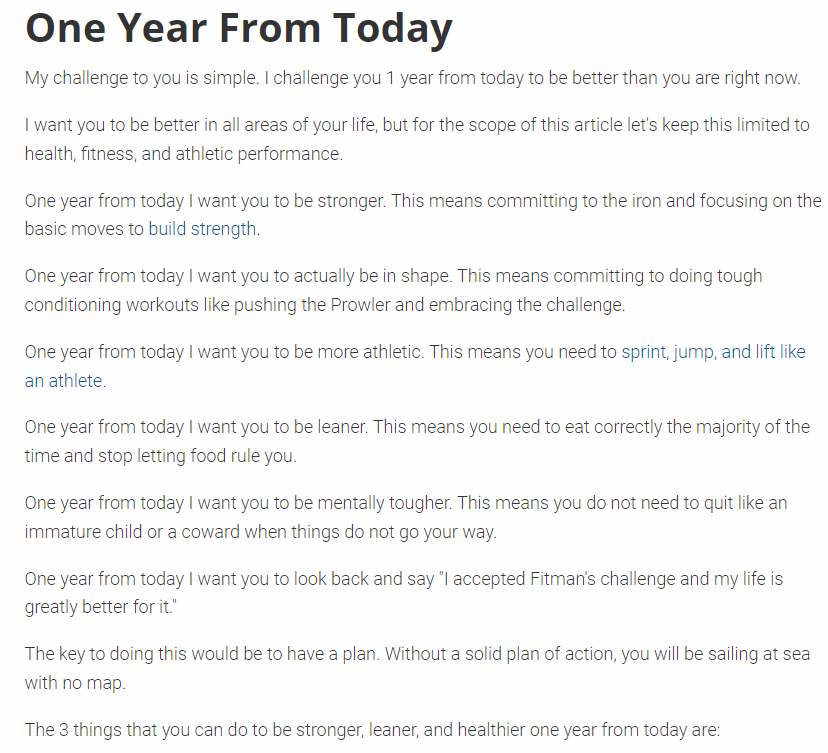 One Year From Today
My challenge to you is simple. I challenge you 1 year from today to be better than you are right now.
I want you to be better in all areas of your life, but for the scope of this article let's keep this limited to
health, fitness, and athletic performance.
One year from today I want you to be stronger. This means committing to the iron and focusing on the
basic moves to build strength.
One year from today I want you to actually be in shape. This means committing to doing tough
conditioning workouts like pushing the Prowler and embracing the challenge.
One year from today I want you to be more athletic. This means you need to sprint, jump, and lift like
an athlete.
One year from today I want you to be leaner. This means you need to eat correctly the majority of the
time and stop letting food rule you.
One year from today I want you to be mentally tougher. This means you do not need to quit like an
immature child or a coward when things do not go your way.
One year from today I want you to look back and say "I accepted Fitman's challenge and my life is
greatly better for it."
The key to doing this would be to have a plan. Without a solid plan of action, you will be sailing at sea
with no map.
The 3 things that you can do to be stronger, leaner, and healthier one year from today are: